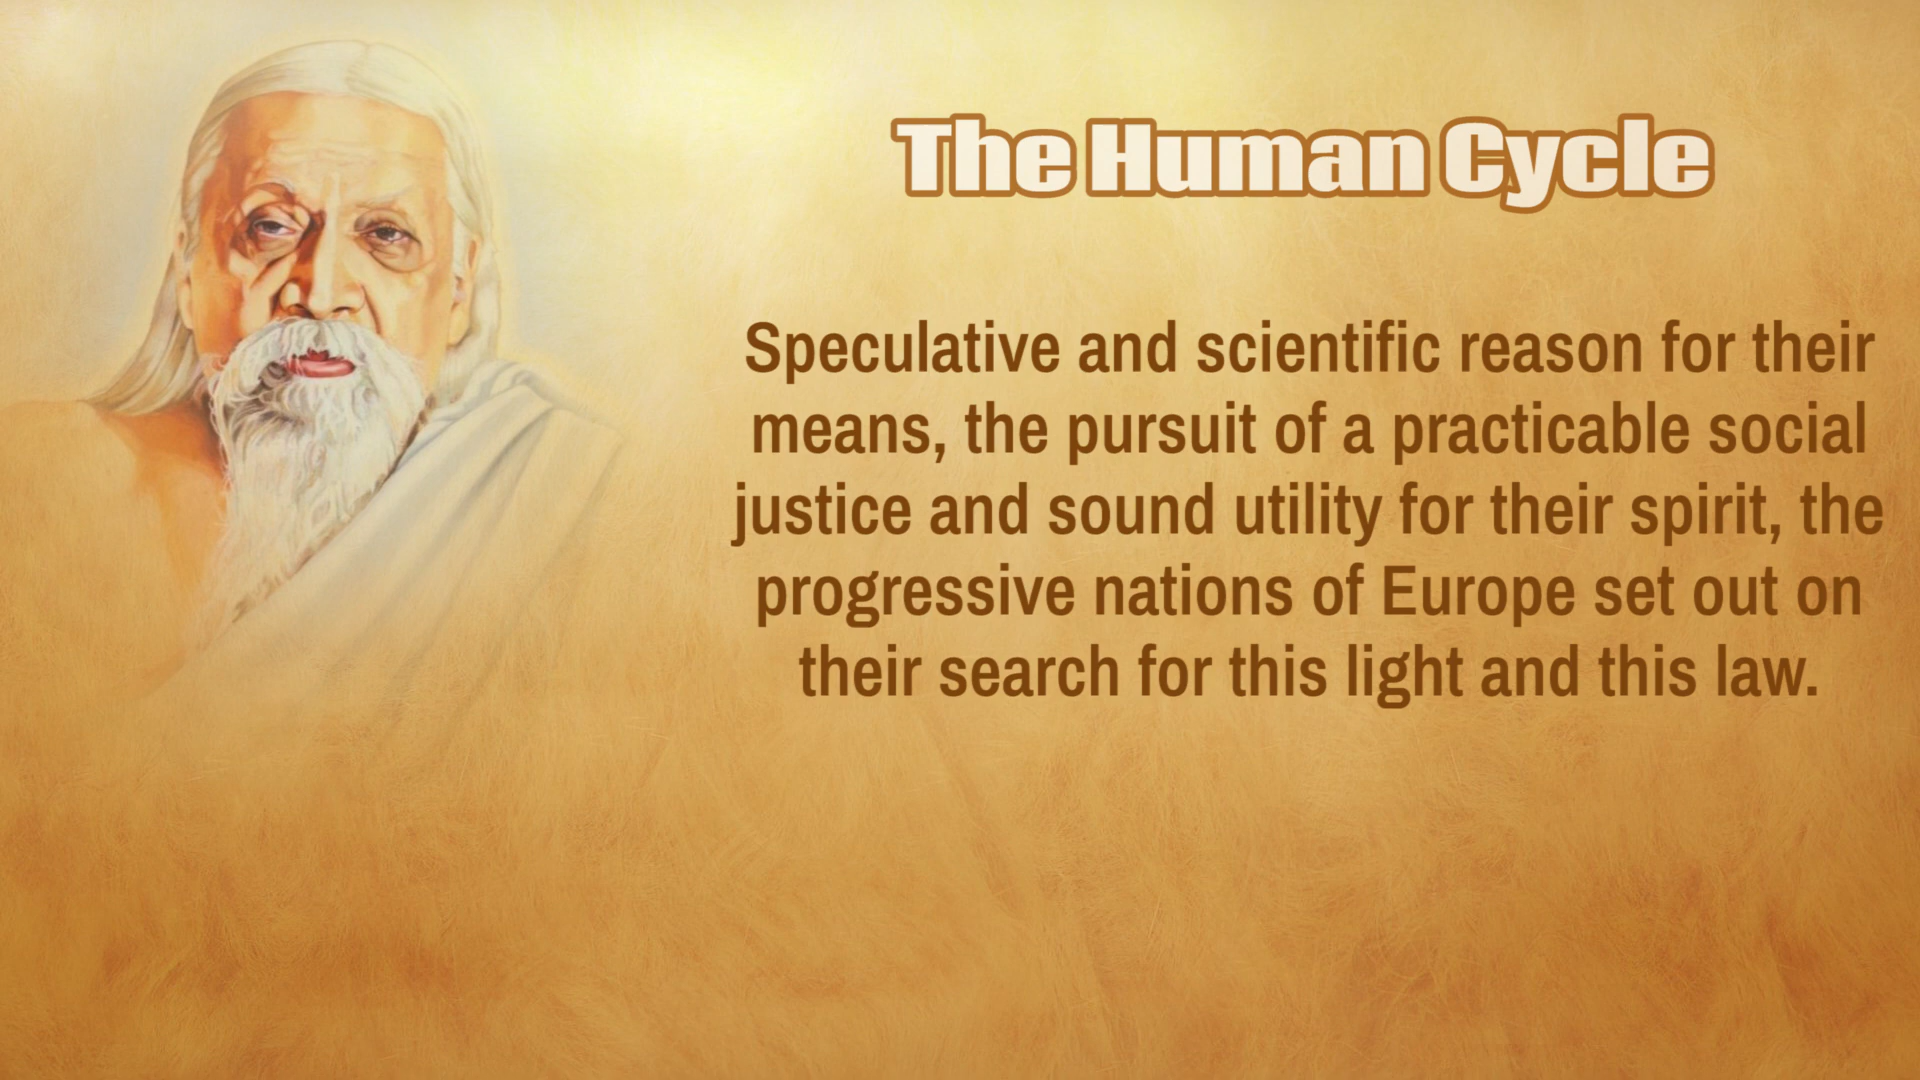 The Human Cycle
Speculative and scientific reason for their
means, the pursuit of a practicable social
justice and sound utility for their spirit, the
progressive nations of Europe set out on
their search for this light and this law.